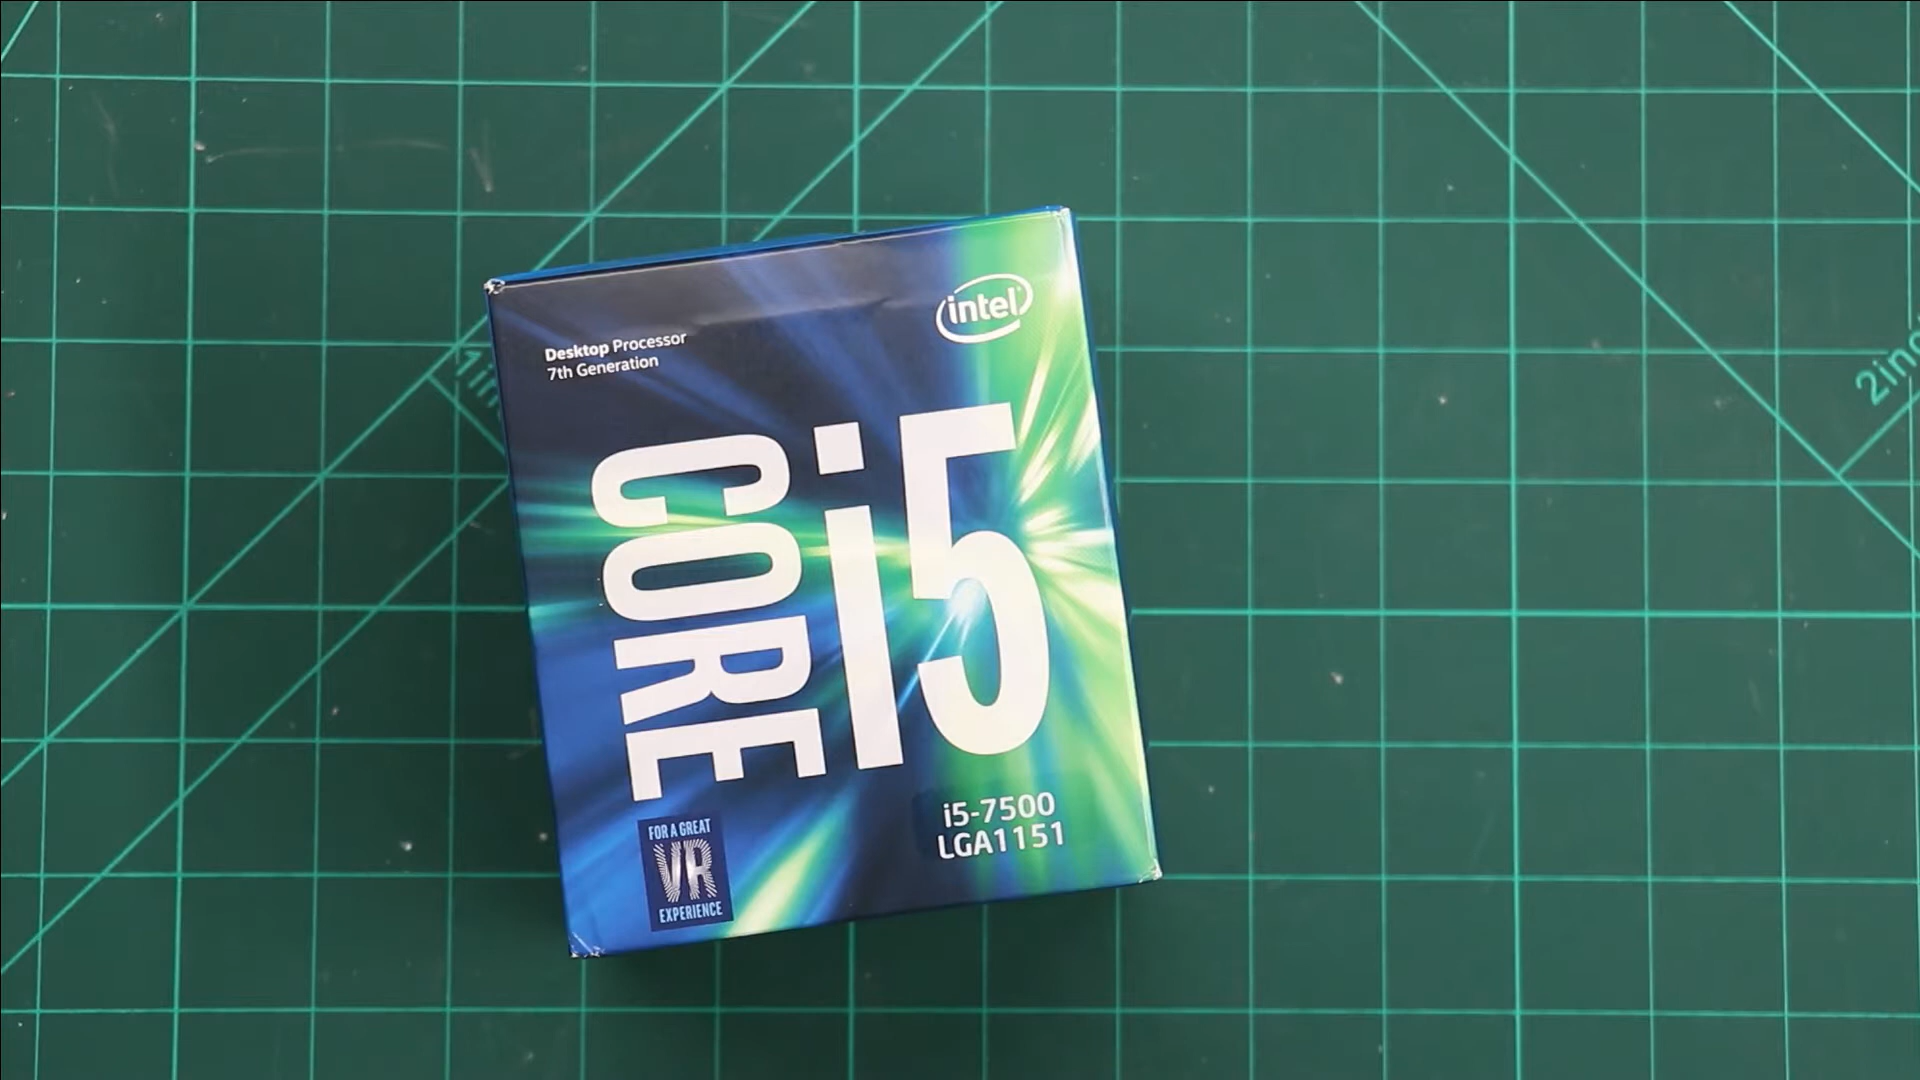 intel
Desktop Processor
7th Generation
CORE i5
i5-7500
LGA1151
FOR A GREAT
VR
EXPERIENCE